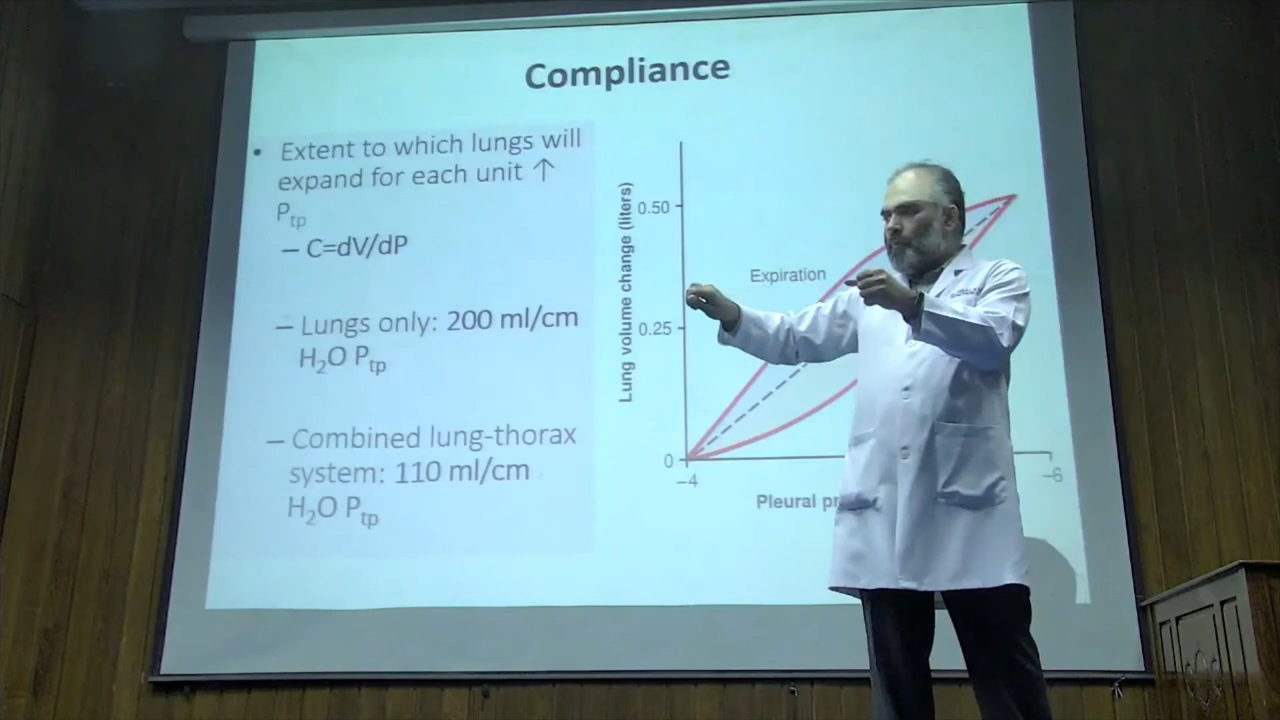 Compliance
• Extent to which lungs will
expand for each unit ↑
Ptp
– C=dV/dP
– Lungs only: 200 ml/cm
H₂O Ptp
– Combined lung-thorax
system: 110 ml/cm
H₂O Ptp
Lung volume change (liters)
0.50
0.25
0
Expiration
–4
–6
Pleural